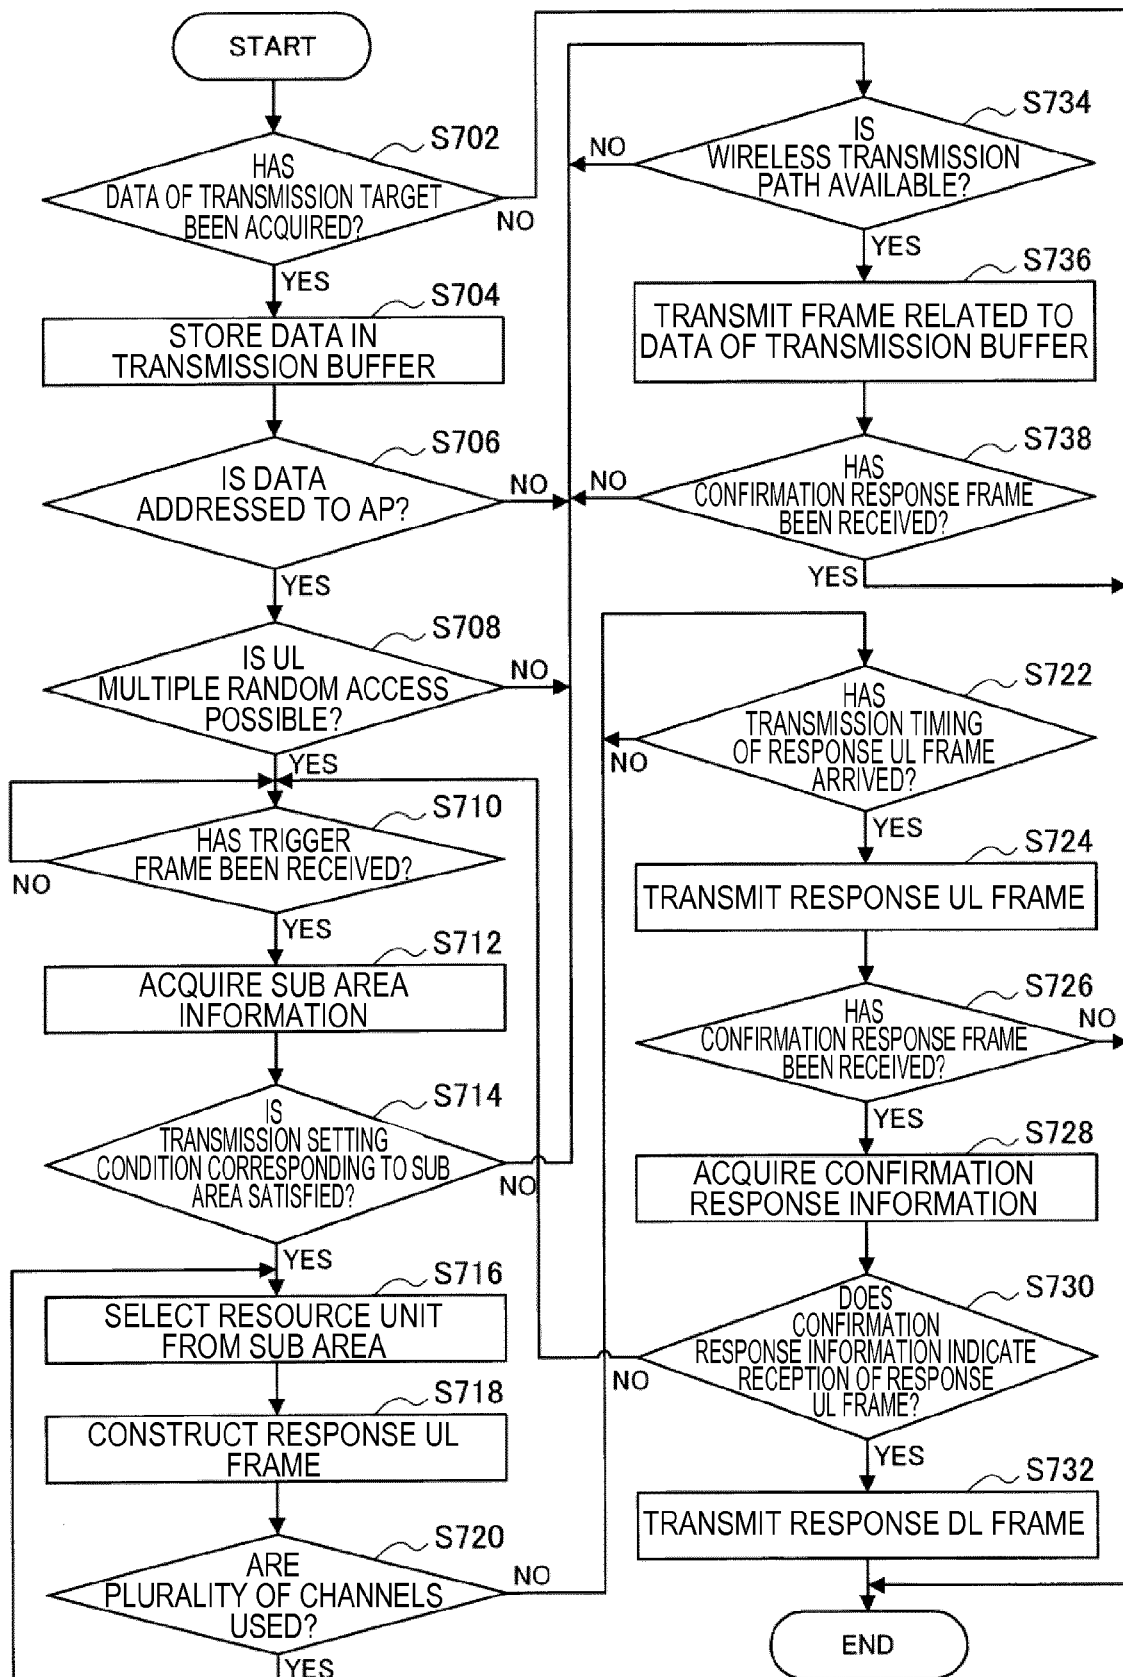 START
S702
HAS
DATA OF TRANSMISSION TARGET
BEEN ACQUIRED?
NO
YES
S704
STORE DATA IN
TRANSMISSION BUFFER
S706
IS DATA
ADDRESSED TO AP?
NO
YES
S708
IS UL
MULTIPLE RANDOM ACCESS
POSSIBLE?
NO
YES
S710
HAS TRIGGER
FRAME BEEN RECEIVED?
NO
YES
S712
ACQUIRE SUB AREA
INFORMATION
S714
IS
TRANSMISSION SETTING
CONDITION CORRESPONDING TO SUB
AREA SATISFIED?
NO
YES
S716
SELECT RESOURCE UNIT
FROM SUB AREA
S718
CONSTRUCT RESPONSE UL
FRAME
S720
ARE
PLURALITY OF CHANNELS
USED?
NO
YES
S734
IS
WIRELESS TRANSMISSION
PATH AVAILABLE?
NO
YES
S736
TRANSMIT FRAME RELATED TO
DATA OF TRANSMISSION BUFFER
S738
HAS
CONFIRMATION RESPONSE FRAME
BEEN RECEIVED?
NO
YES
S722
HAS
TRANSMISSION TIMING
OF RESPONSE UL FRAME
ARRIVED?
NO
YES
S724
TRANSMIT RESPONSE UL FRAME
S726
HAS
CONFIRMATION RESPONSE FRAME
BEEN RECEIVED?
NO
YES
S728
ACQUIRE CONFIRMATION
RESPONSE INFORMATION
S730
DOES
CONFIRMATION
RESPONSE INFORMATION INDICATE
RECEPTION OF RESPONSE
UL FRAME?
NO
YES
S732
TRANSMIT RESPONSE DL FRAME
END